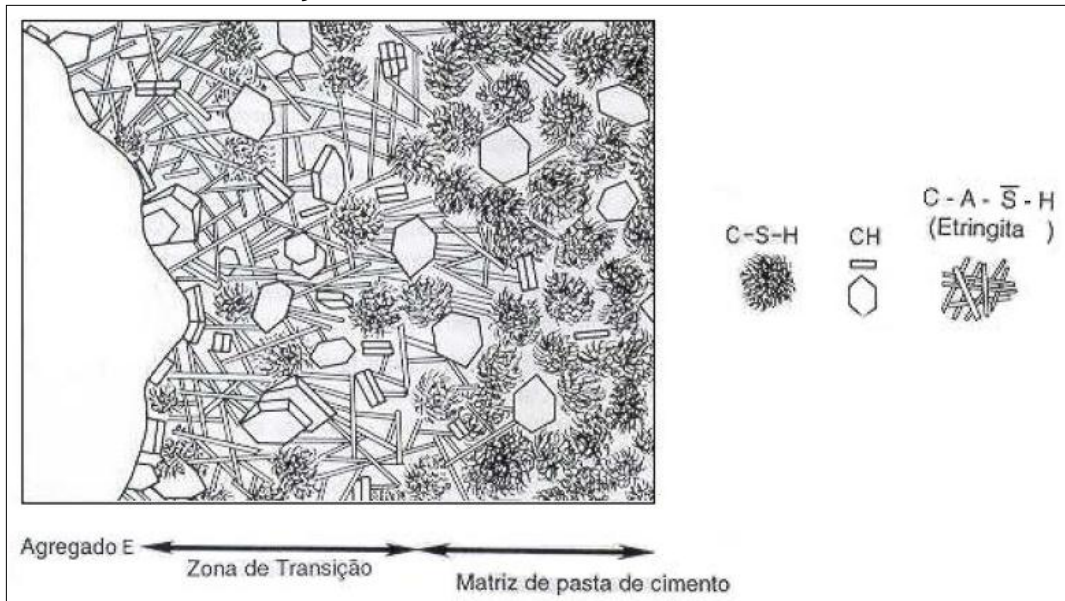 C-S-H
CH
C - A - S̅ - H
(Etringita )
Agregado E
Zona de Transição
Matriz de pasta de cimento